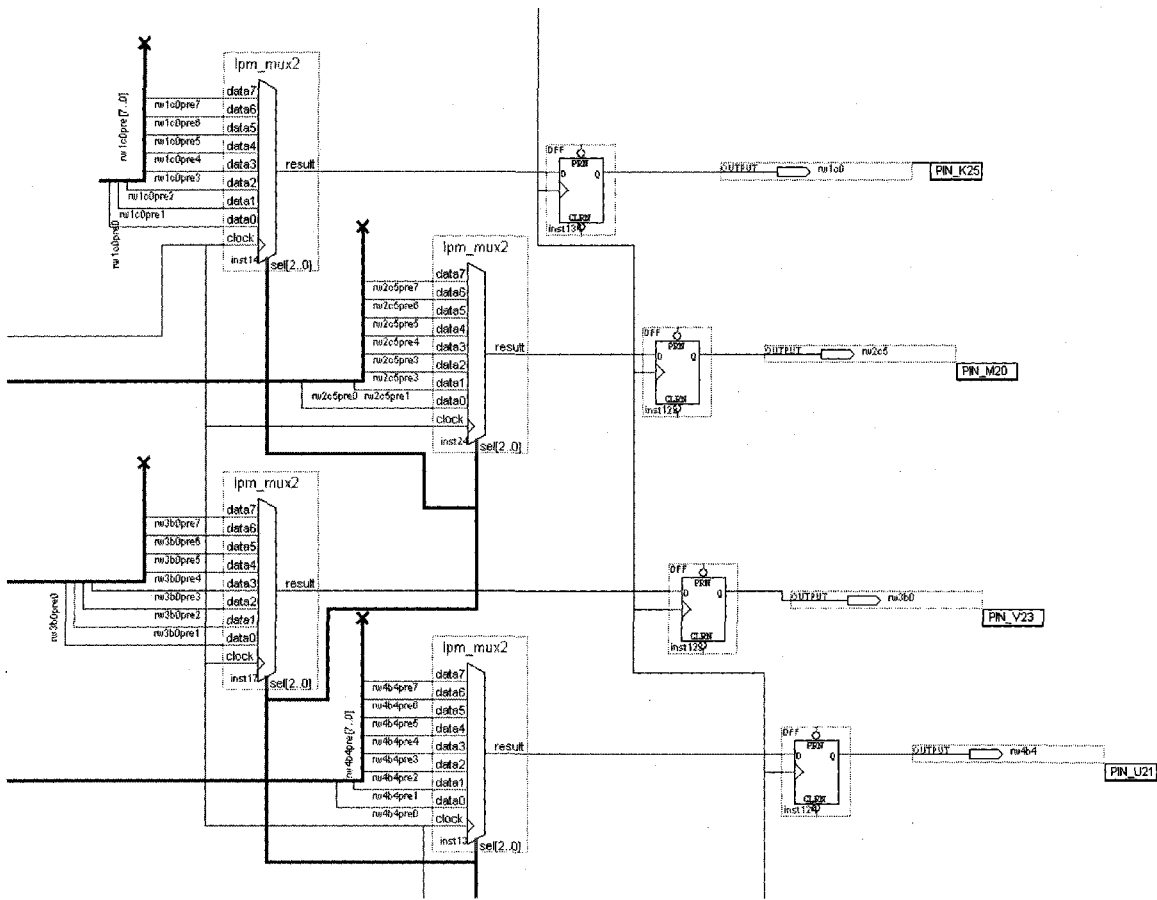 lpm_mux2
rw1c0pre[7..0]
data7
rw1c0pre7
data6
rw1c0pre6
data5
rw1c0pre5
data4
rw1c0pre4
data3
rw1c0pre3
data2
rw1c0pre2
data1
rw1c0pre1
data0
rw1c0pre0
clock
result
inst14
sel[2..0]
DFF
PRN
D
Q
CLRN
OUTPUT
rw1c0
PIN_K25
lpm_mux2
data7
rw2c5pre7
data6
rw2c5pre6
data5
rw2c5pre5
data4
rw2c5pre4
data3
rw2c5pre3
data2
rw2c5pre3
data1
rw2c5pre0
rw2c5pre1
data0
clock
result
inst24
sel[2..0]
DFF
PRN
D
Q
CLRN
OUTPUT
rw2c5
PIN_M20
lpm_mux2
data7
rw3b0pre7
data6
rw3b0pre6
data5
rw3b0pre5
data4
rw3b0pre4
data3
rw3b0pre3
data2
rw3b0pre2
data1
rw3b0pre1
data0
rw3b0pre0
clock
result
inst17
sel[2..0]
DFF
PRN
D
Q
CLRN
OUTPUT
rw3b0
PIN_V23
lpm_mux2
rw4b4pre[7..0]
data7
rw4b4pre7
data6
rw4b4pre6
data5
rw4b4pre5
data4
rw4b4pre4
data3
rw4b4pre3
data2
rw4b4pre2
data1
rw4b4pre1
data0
rw4b4pre0
clock
result
inst13
sel[2..0]
DFF
PRN
D
Q
CLRN
OUTPUT
rw4b4
PIN_U21